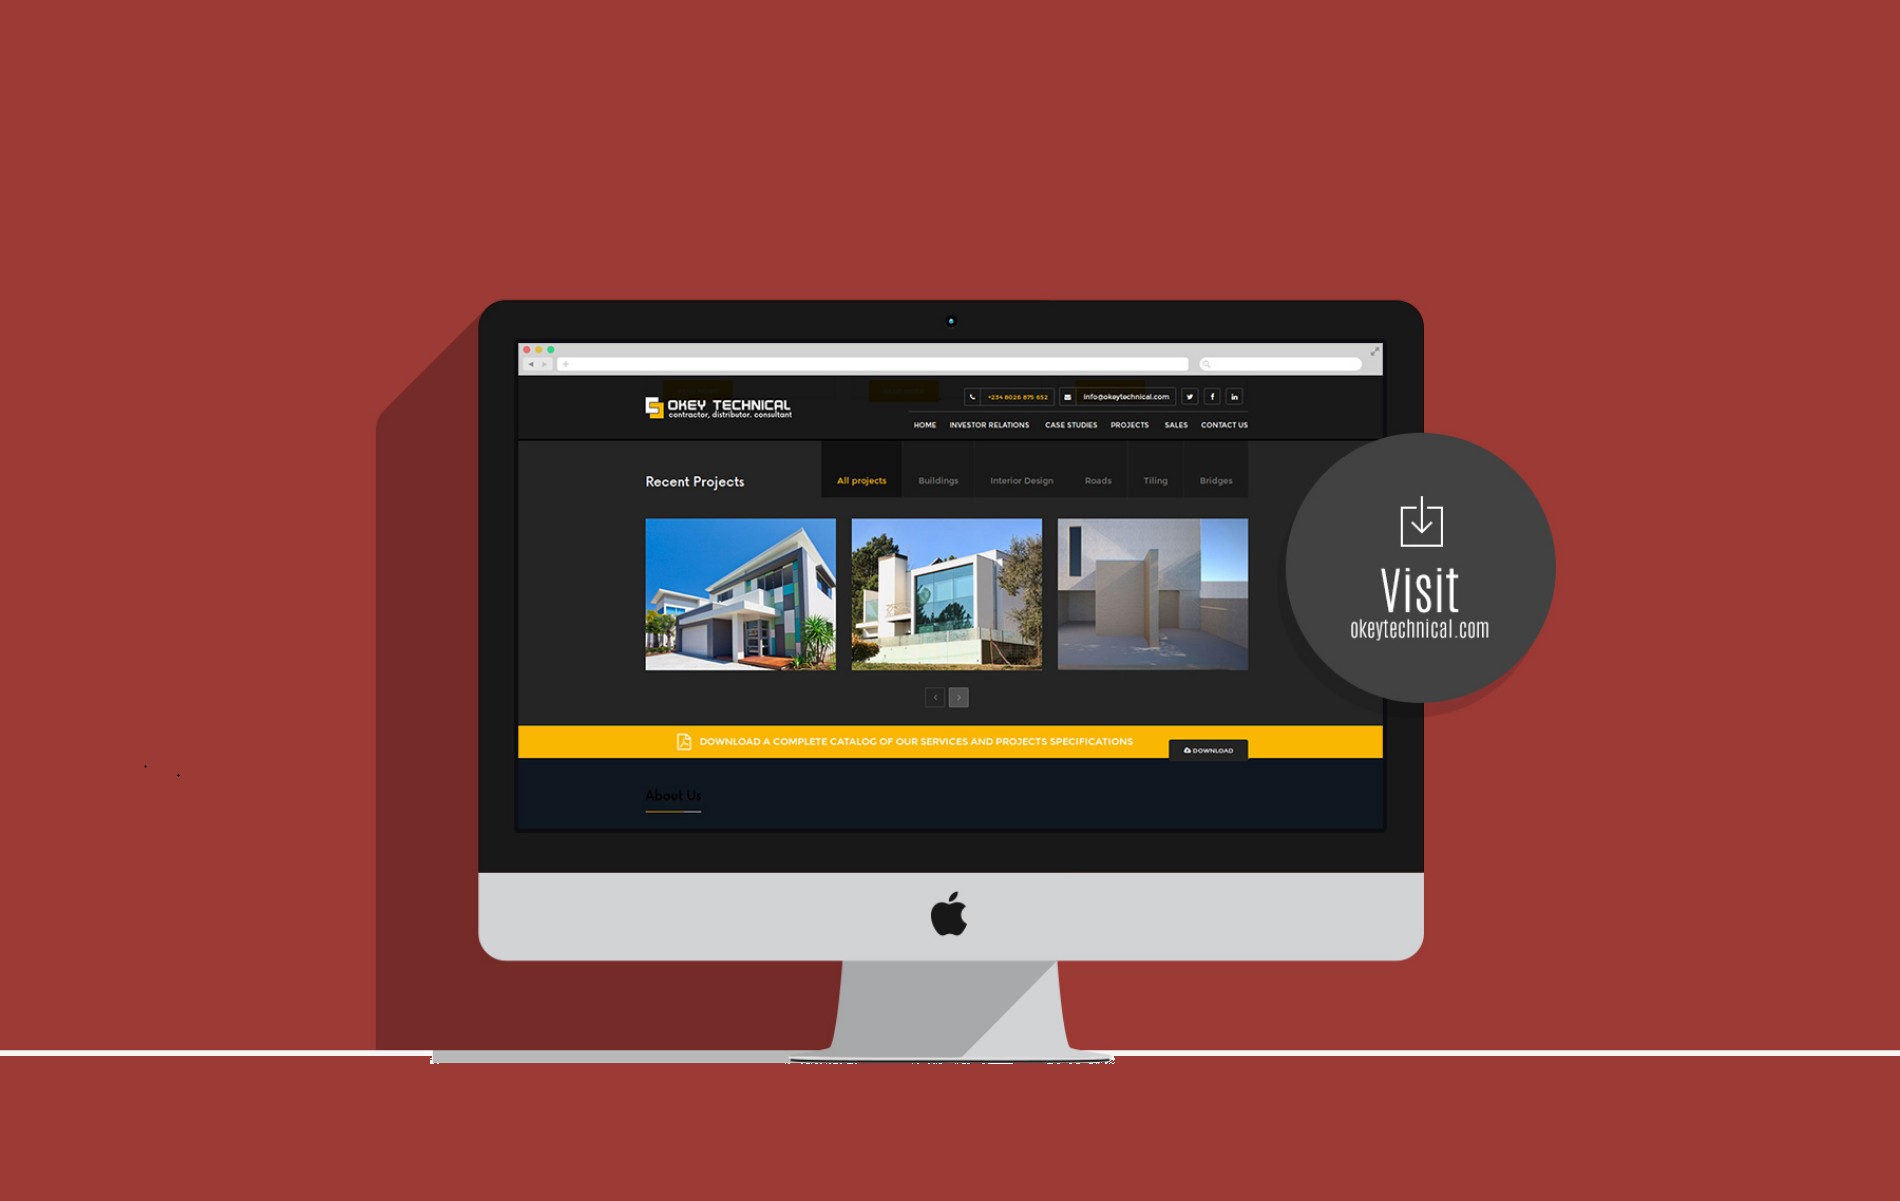 OKEY TECHNICAL
contractor, distributor. consultant
+234 8026 875 652
info@okeytechnical.com
HOME INVESTOR RELATIONS CASE STUDIES PROJECTS SALES CONTACT US
Recent Projects
All projects Buildings Interior Design Roads Tiling Bridges
DOWNLOAD A COMPLETE CATALOG OF OUR SERVICES AND PROJECTS SPECIFICATIONS
DOWNLOAD
About Us
Visit
okeytechnical.com